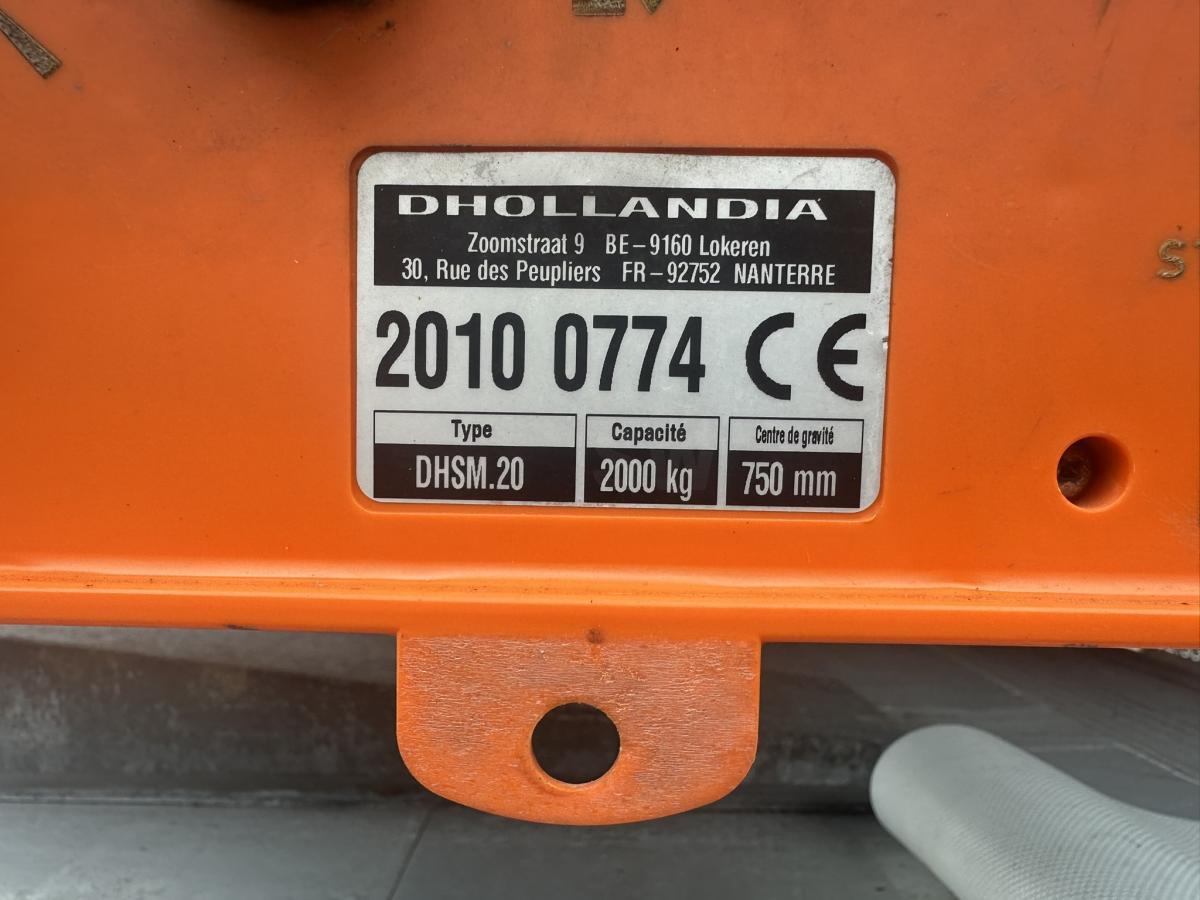 DHOLLANDIA
Zoomstraat 9 BE-9160 Lokeren
30, Rue des Peupliers FR-92752 NANTERRE
2010 0774 CE
Type Capacité Centre de gravité
DHSM.20 2000 kg 750 mm